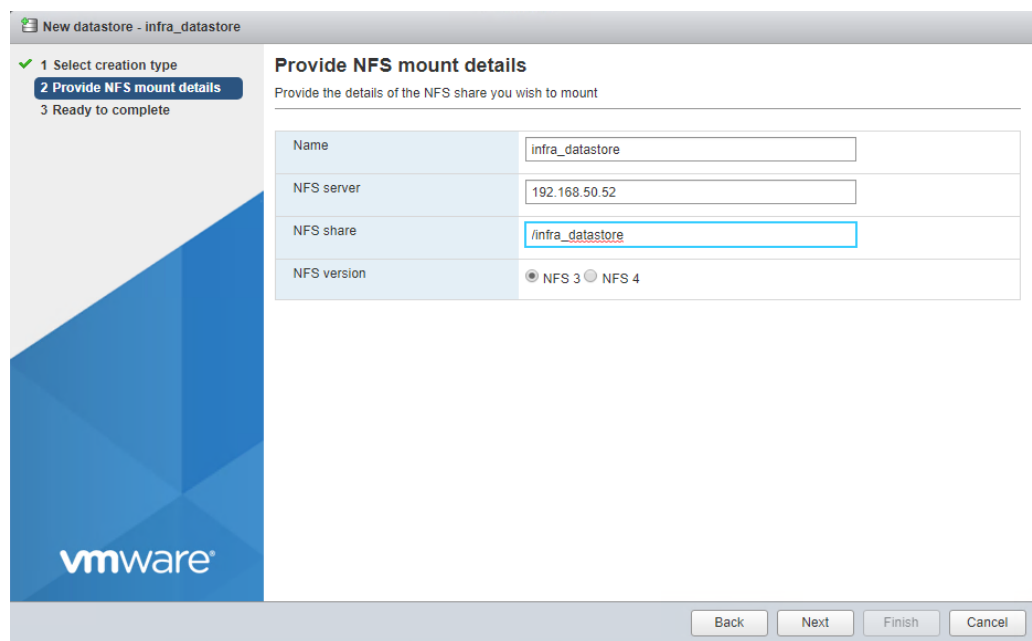 New datastore - infra_datastore
1 Select creation type
2 Provide NFS mount details
3 Ready to complete
Provide NFS mount details
Provide the details of the NFS share you wish to mount
Name
infra_datastore
NFS server
192.168.50.52
NFS share
/infra_datastore
NFS version
NFS 3 NFS 4
vmware®
Back Next Finish Cancel